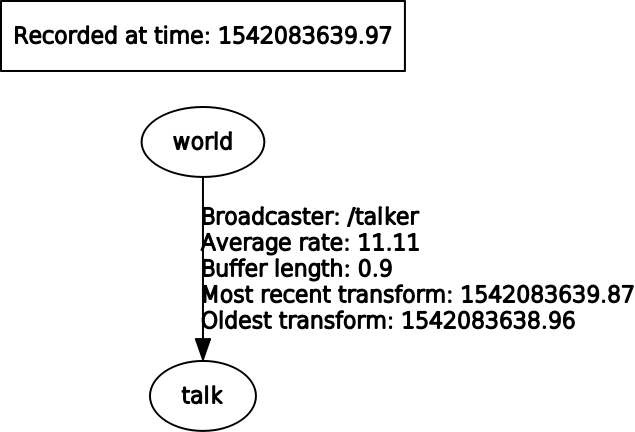 Recorded at time: 1542083639.97
world
Broadcaster: /talker
Average rate: 11.11
Buffer length: 0.9
Most recent transform: 1542083639.87
Oldest transform: 1542083638.96
talk